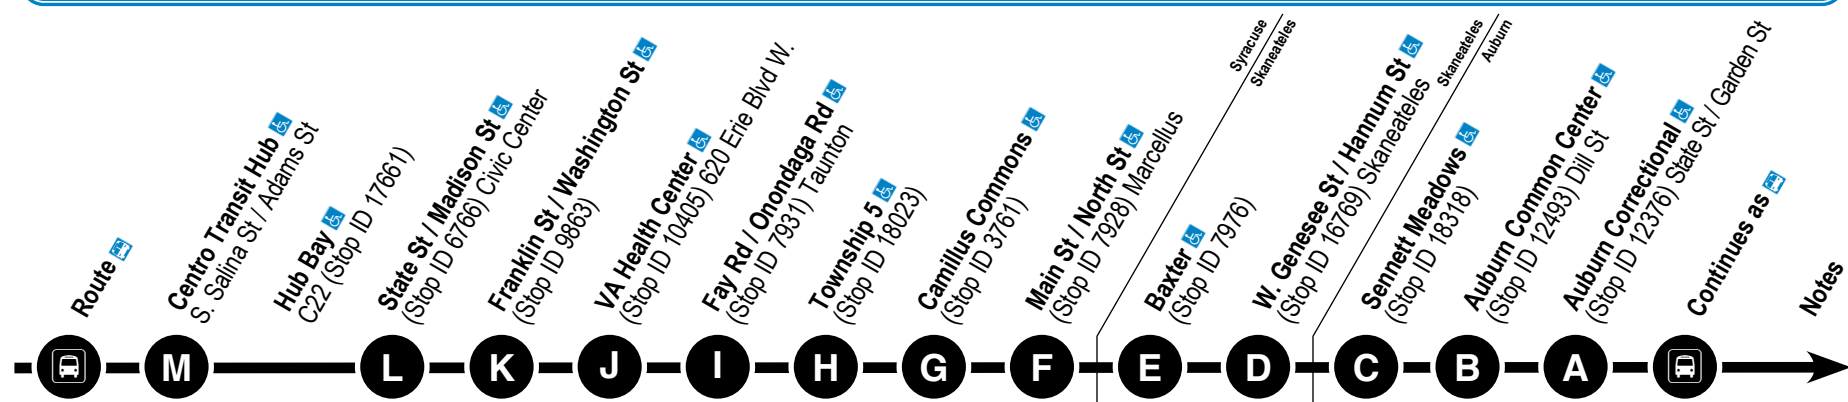 Route
Centro Transit Hub
S. Salina St / Adams St
Hub Bay
C22 (Stop ID 17661)
State St / Madison St
(Stop ID 6766) Civic Center
Franklin St / Washington St
(Stop ID 9863)
VA Health Center
(Stop ID 10405) 620 Erie Blvd W.
Fay Rd / Onondaga Rd
(Stop ID 7931) Taunton
Township 5
(Stop ID 18023)
Camillus Commons
(Stop ID 3761)
Main St / North St
(Stop ID 7928) Marcellus
Syracuse
Skaneateles
Baxter
(Stop ID 7976)
W. Genesee St / Hannum St
(Stop ID 16769) Skaneateles
Skaneateles
Auburn
Sennett Meadows
(Stop ID 18318)
Auburn Common Center
(Stop ID 12493) Dill St
Auburn Correctional
(Stop ID 12376) State St / Garden St
Continues as
Notes
M L K J I H G F E D C B A